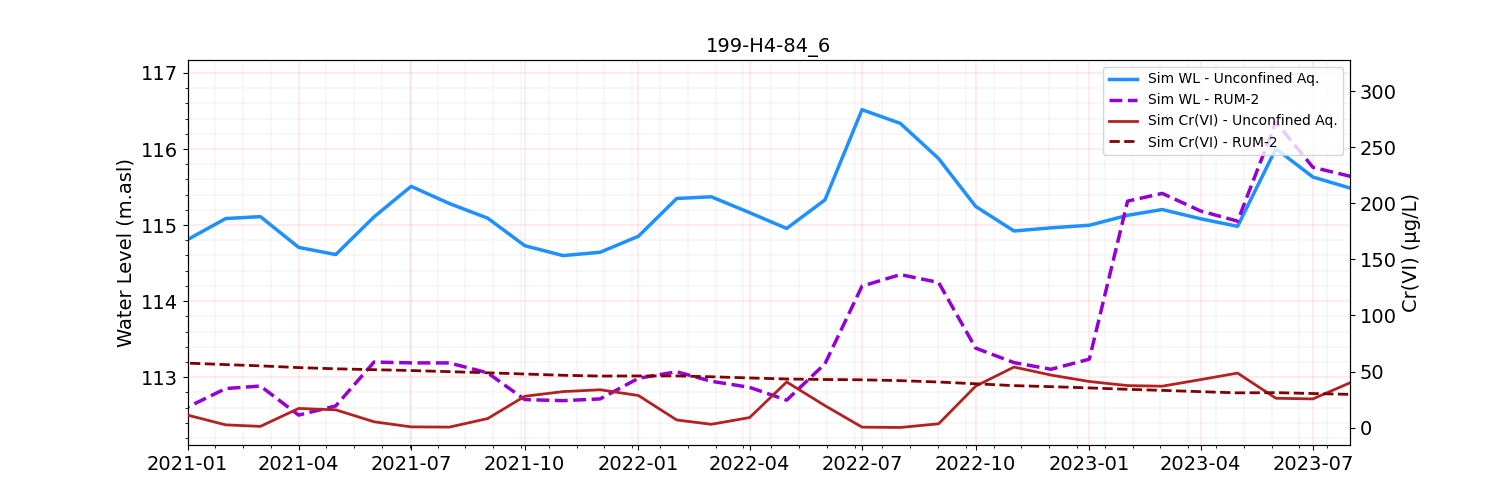 199-H4-84_6
117
116
115
114
113
Water Level (m.asl)
300
250
200
150
100
50
0
Cr(VI) (µg/L)
Sim WL - Unconfined Aq.
Sim WL - RUM-2
Sim Cr(VI) - Unconfined Aq.
Sim Cr(VI) - RUM-2
2021-01 2021-04 2021-07 2021-10 2022-01 2022-04 2022-07 2022-10 2023-01 2023-04 2023-07